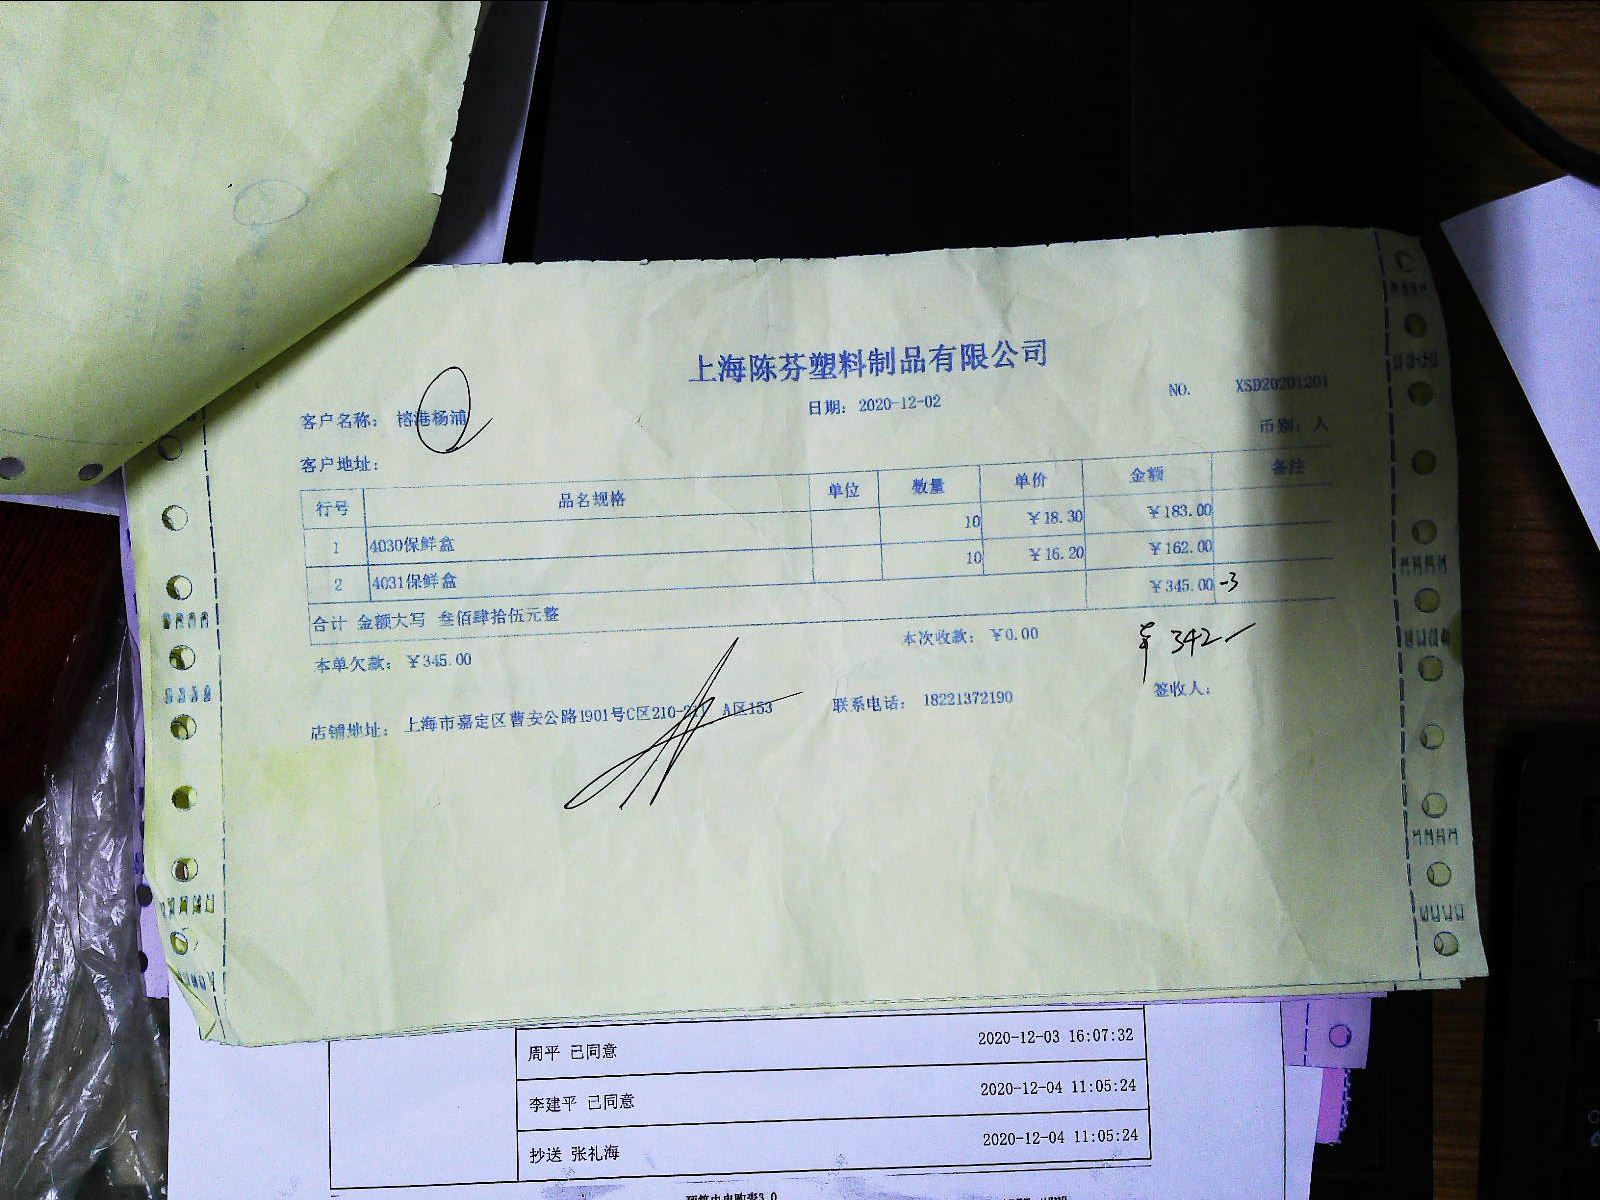 上海陈芬塑料制品有限公司
日期: 2020-12-02
NO. XSD20201201
客户名称: 榕港杨浦
币别: 人
客户地址:
行号 品名规格 单位 数量 单价 金额 备注
1 4030保鲜盒 10 ¥18.30 ¥183.00
2 4031保鲜盒 10 ¥16.20 ¥162.00
合计 金额大写 叁佰肆拾伍元整 ¥345.00 -3
本单欠款: ¥345.00 本次收款: ¥0.00 ¥ 342
签收人:
店铺地址: 上海市嘉定区曹安公路1901号C区210- A区153 联系电话: 18221372190
周平 已同意 2020-12-03 16:07:32
李建平 已同意 2020-12-04 11:05:24
抄送 张礼海 2020-12-04 11:05:24